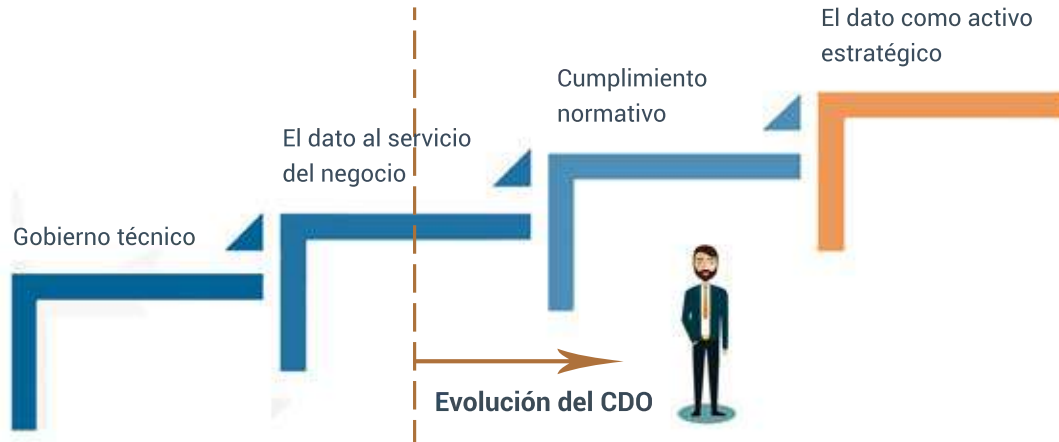 Gobierno técnico
El dato al servicio
del negocio
Cumplimiento
normativo
El dato como activo
estratégico
Evolución del CDO